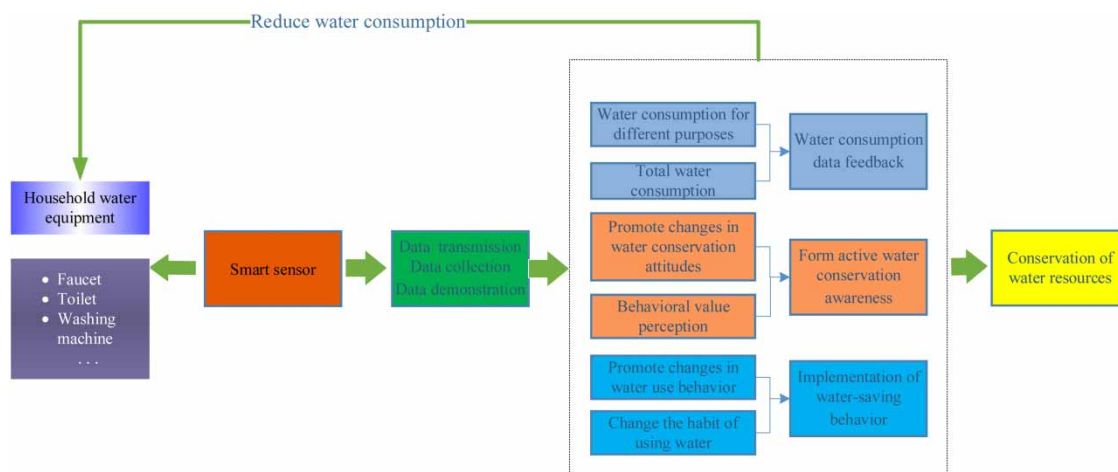 Reduce water consumption
Household water
equipment
• Faucet
• Toilet
• Washing
machine
. . .
Smart sensor
Data transmission
Data collection
Data demonstration
Water consumption for
different purposes
Total water
consumption
Water consumption
data feedback
Promote changes in
water conservation
attitudes
Behavioral value
perception
Form active water
conservation
awareness
Promote changes in
water use behavior
Change the habit of
using water
Implementation of
water-saving
behavior
Conservation of
water resources